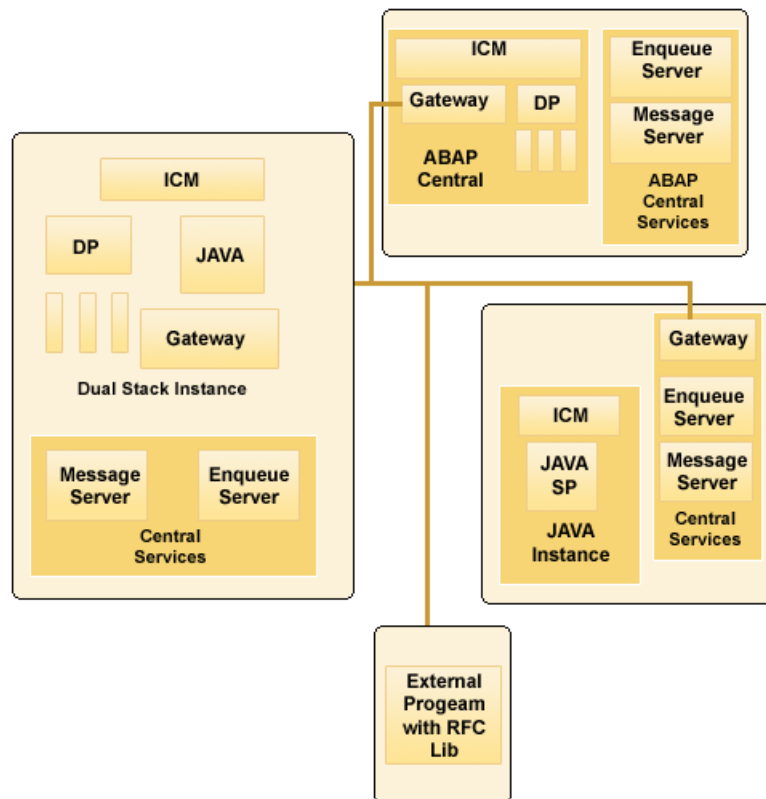 ICM
DP
JAVA
Gateway
Dual Stack Instance
Message
Server
Enqueue
Server
Central
Services
ICM
Gateway
DP
ABAP
Central
Enqueue
Server
Message
Server
ABAP
Central
Services
ICM
JAVA
SP
JAVA
Instance
Gateway
Enqueue
Server
Message
Server
Central
Services
External
Progeam
with RFC
Lib